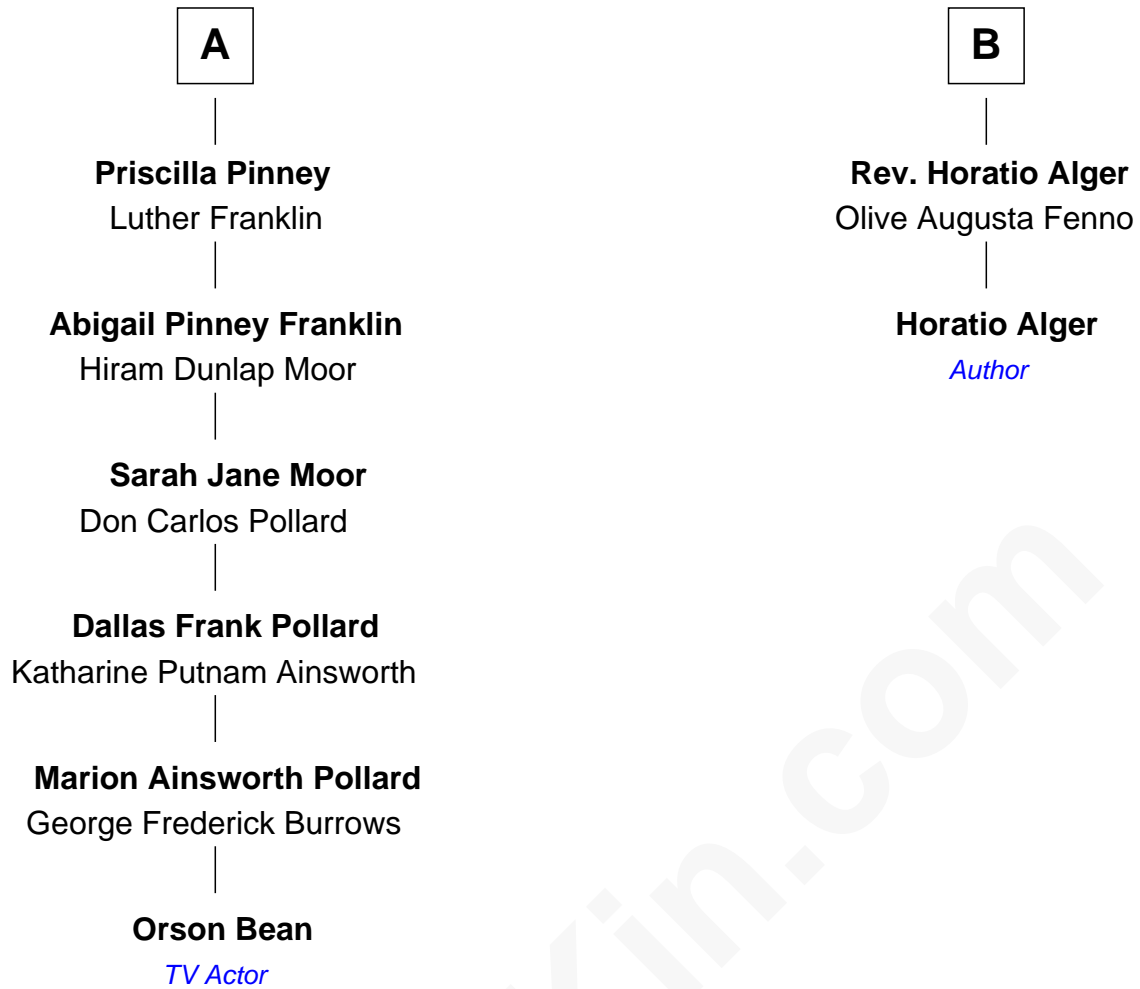 A
Priscilla Pinney
Luther Franklin
Abigail Pinney Franklin
Hiram Dunlap Moor
Sarah Jane Moor
Don Carlos Pollard
Dallas Frank Pollard
Katharine Putnam Ainsworth
Marion Ainsworth Pollard
George Frederick Burrows
Orson Bean
TV Actor
B
Rev. Horatio Alger
Olive Augusta Fenno
Horatio Alger
Author
Kin.com